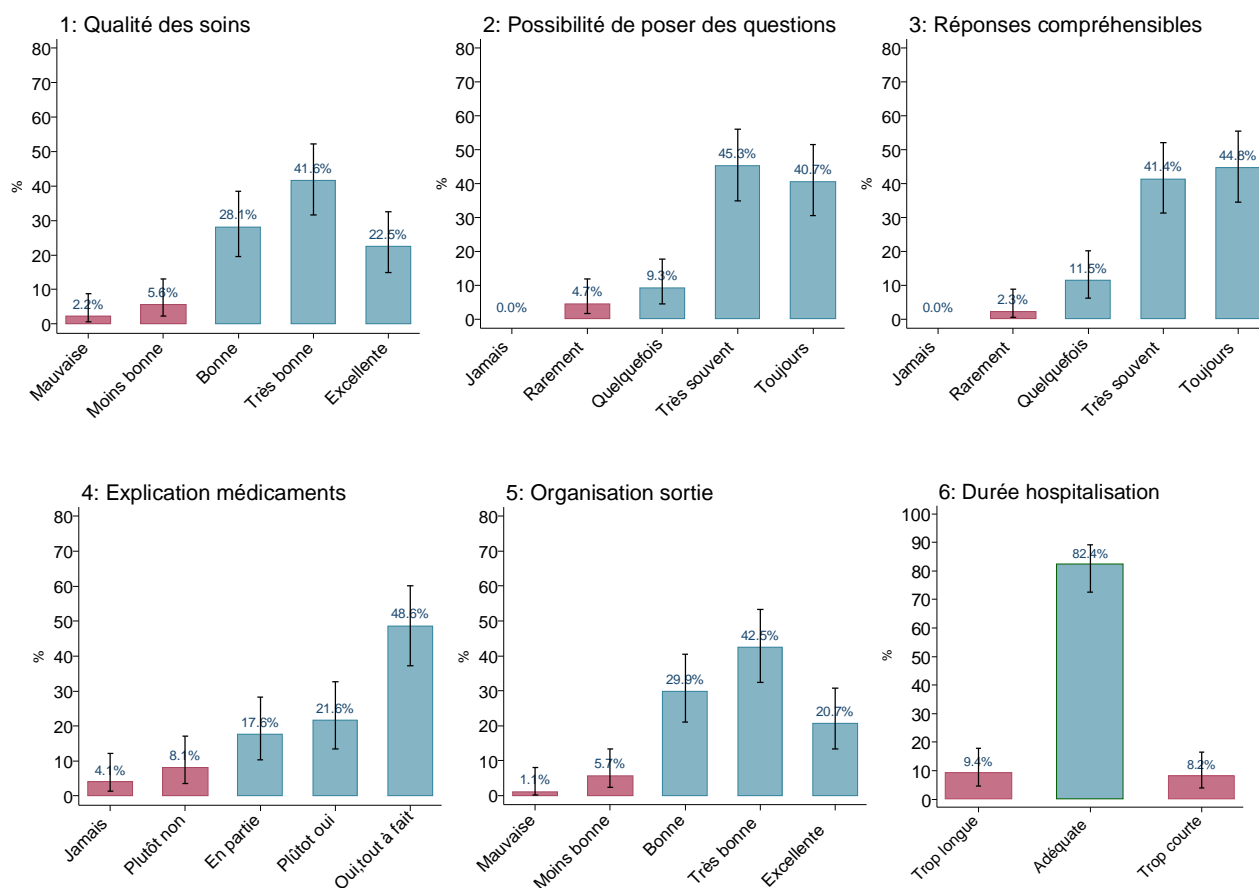 1: Qualité des soins
80
70
60
50
40
30
20
10
0
%
2.2%
5.6%
28.1%
41.6%
22.5%
Mauvaise
Moins bonne
Bonne
Très bonne
Excellente
2: Possibilité de poser des questions
80
70
60
50
40
30
20
10
0
%
0.0%
4.7%
9.3%
45.3%
40.7%
Jamais
Rarement
Quelquefois
Très souvent
Toujours
3: Réponses compréhensibles
80
70
60
50
40
30
20
10
0
%
0.0%
2.3%
11.5%
41.4%
44.8%
Jamais
Rarement
Quelquefois
Très souvent
Toujours
4: Explication médicaments
80
70
60
50
40
30
20
10
0
%
4.1%
8.1%
17.6%
21.6%
48.6%
Jamais
Plutôt non
En partie
Plûtot oui
Oui,tout à fait
5: Organisation sortie
80
70
60
50
40
30
20
10
0
%
1.1%
5.7%
29.9%
42.5%
20.7%
Mauvaise
Moins bonne
Bonne
Très bonne
Excellente
6: Durée hospitalisation
100
90
80
70
60
50
40
30
20
10
0
%
9.4%
82.4%
8.2%
Trop longue
Adéquate
Trop courte